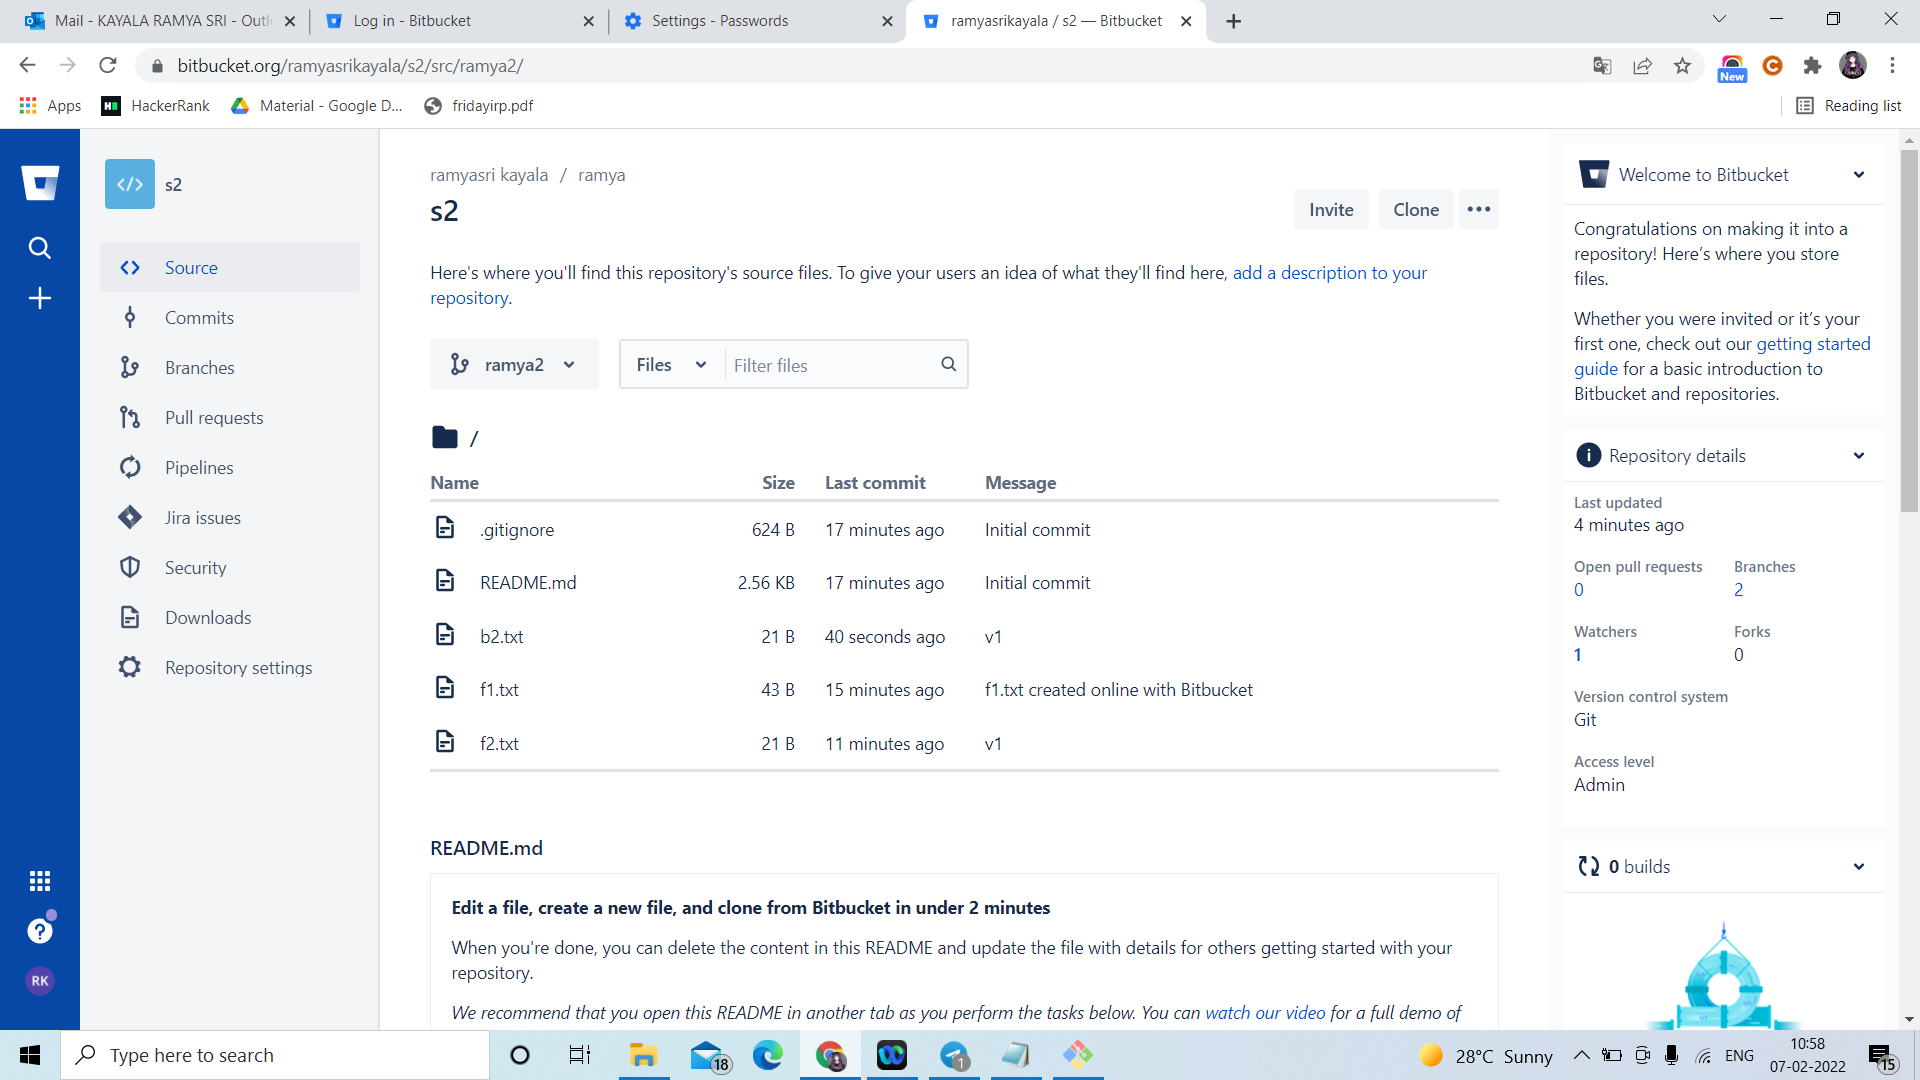 Mail - KAYALA RAMYA SRI - Outl
Log in - Bitbucket
Settings - Passwords
ramyasrikayala / s2 — Bitbucket
bitbucket.org/ramyasrikayala/s2/src/ramya2/
New
Apps
HackerRank
Material - Google D...
fridayirp.pdf
Reading list
s2
Source
Commits
Branches
Pull requests
Pipelines
Jira issues
Security
Downloads
Repository settings
RK
ramyasri kayala / ramya
s2
Invite
Clone
Here's where you'll find this repository's source files. To give your users an idea of what they'll find here, add a description to your
repository.
ramya2
Files
Filter files
/
Name Size Last commit Message
.gitignore 624 B 17 minutes ago Initial commit
README.md 2.56 KB 17 minutes ago Initial commit
b2.txt 21 B 40 seconds ago v1
f1.txt 43 B 15 minutes ago f1.txt created online with Bitbucket
f2.txt 21 B 11 minutes ago v1
README.md
Edit a file, create a new file, and clone from Bitbucket in under 2 minutes
When you're done, you can delete the content in this README and update the file with details for others getting started with your
repository.
We recommend that you open this README in another tab as you perform the tasks below. You can watch our video for a full demo of
Welcome to Bitbucket
Congratulations on making it into a
repository! Here’s where you store
files.
Whether you were invited or it’s your
first one, check out our getting started
guide for a basic introduction to
Bitbucket and repositories.
Repository details
Last updated
4 minutes ago
Open pull requests Branches
0 2
Watchers Forks
1 0
Version control system
Git
Access level
Admin
0 builds
Type here to search
18
1
28°C Sunny
ENG
10:58
07-02-2022
15